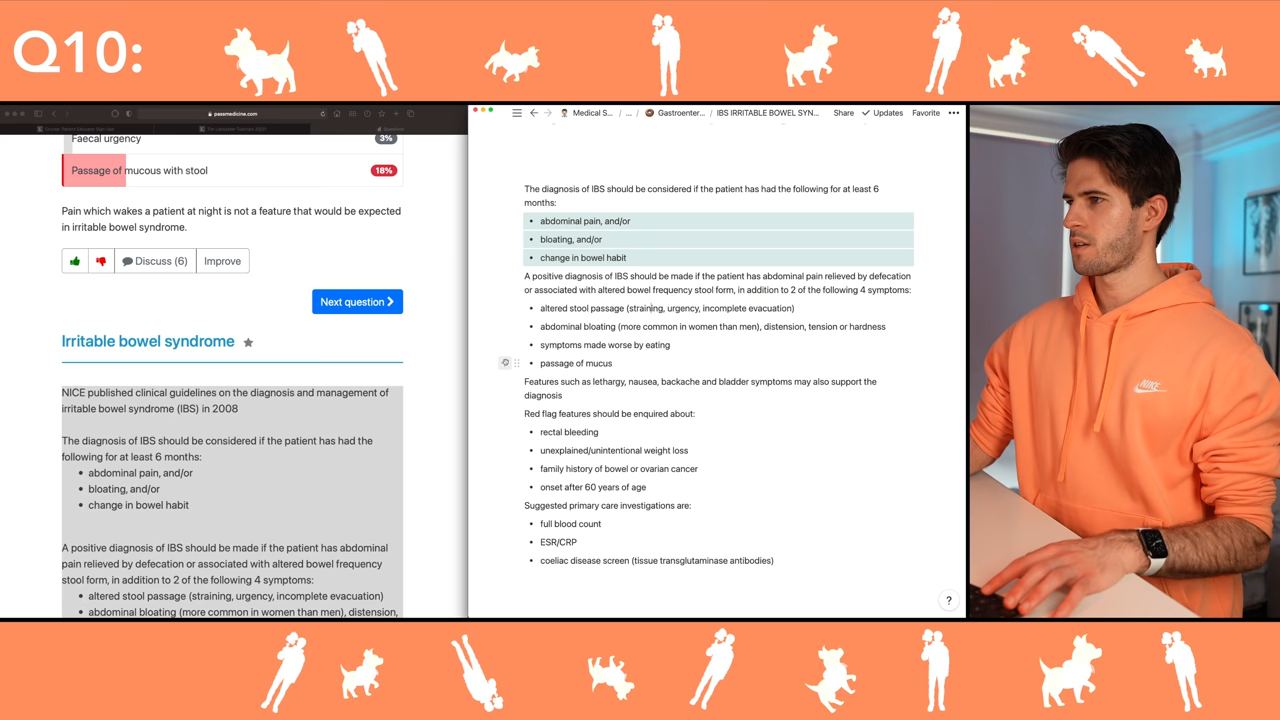 Q10:
passmedicine.com
Faecal urgency
3%
Passage of mucous with stool
18%
Pain which wakes a patient at night is not a feature that would be expected
in irritable bowel syndrome.
Discuss (6)
Improve
Next question
Irritable bowel syndrome
NICE published clinical guidelines on the diagnosis and management of
irritable bowel syndrome (IBS) in 2008
The diagnosis of IBS should be considered if the patient has had the
following for at least 6 months:
• abdominal pain, and/or
• bloating, and/or
• change in bowel habit
A positive diagnosis of IBS should be made if the patient has abdominal
pain relieved by defecation or associated with altered bowel frequency
stool form, in addition to 2 of the following 4 symptoms:
• altered stool passage (straining, urgency, incomplete evacuation)
• abdominal bloating (more common in women than men), distension,
Medical S... / ... / Gastroenter... / IBS IRRITABLE BOWEL SYN...
Share
Updates
Favorite
•••
The diagnosis of IBS should be considered if the patient has had the following for at least 6
months:
• abdominal pain, and/or
• bloating, and/or
• change in bowel habit
A positive diagnosis of IBS should be made if the patient has abdominal pain relieved by defecation
or associated with altered bowel frequency stool form, in addition to 2 of the following 4 symptoms:
• altered stool passage (straining, urgency, incomplete evacuation)
• abdominal bloating (more common in women than men), distension, tension or hardness
• symptoms made worse by eating
• passage of mucus
Features such as lethargy, nausea, backache and bladder symptoms may also support the
diagnosis
Red flag features should be enquired about:
• rectal bleeding
• unexplained/unintentional weight loss
• family history of bowel or ovarian cancer
• onset after 60 years of age
Suggested primary care investigations are:
• full blood count
• ESR/CRP
• coeliac disease screen (tissue transglutaminase antibodies)
?
NIKE